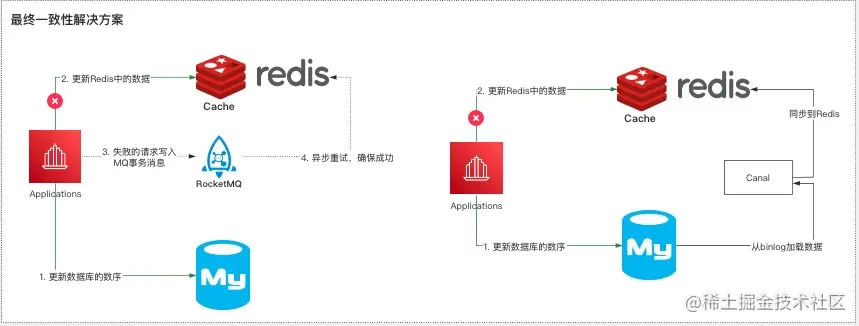 最终一致性解决方案
2. 更新Redis中的数据
redis
Cache
3. 失败的请求写入
MQ事务消息
4. 异步重试，确保成功
Applications
RocketMQ
1. 更新数据库的数序
My
2. 更新Redis中的数据
redis
Cache
同步到Redis
Canal
Applications
1. 更新数据库的数序
My
从binlog加载数据
@稀土掘金技术社区